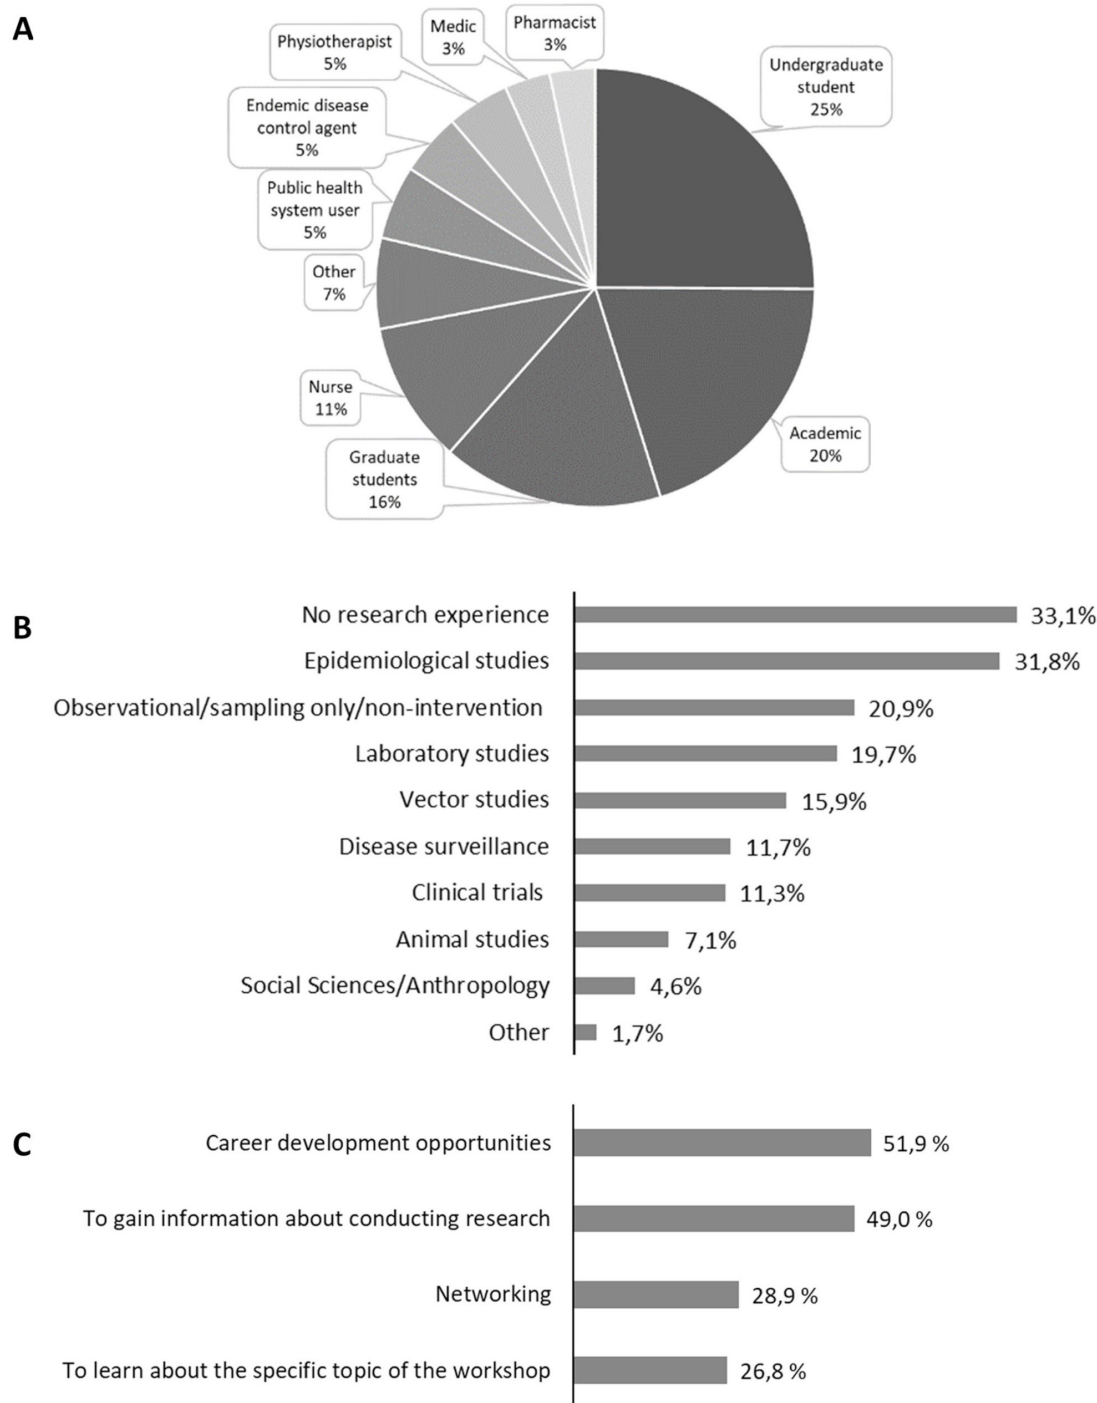 A
Medic
3%
Pharmacist
3%
Physiotherapist
5%
Undergraduate
student
25%
Endemic disease
control agent
5%
Public health
system user
5%
Other
7%
Nurse
11%
Academic
20%
Graduate
students
16%
B
No research experience 33,1%
Epidemiological studies 31,8%
Observational/sampling only/non-intervention 20,9%
Laboratory studies 19,7%
Vector studies 15,9%
Disease surveillance 11,7%
Clinical trials 11,3%
Animal studies 7,1%
Social Sciences/Anthropology 4,6%
Other 1,7%
C
Career development opportunities 51,9 %
To gain information about conducting research 49,0 %
Networking 28,9 %
To learn about the specific topic of the workshop 26,8 %